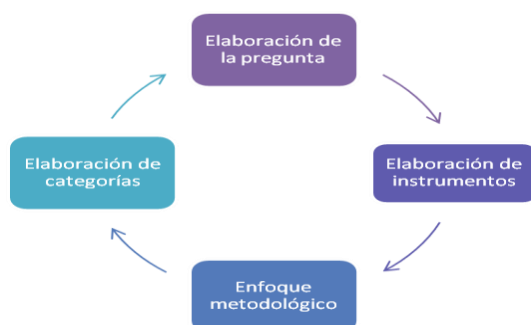 Elaboración de
la pregunta
Elaboración de
instrumentos
Enfoque
metodológico
Elaboración de
categorías